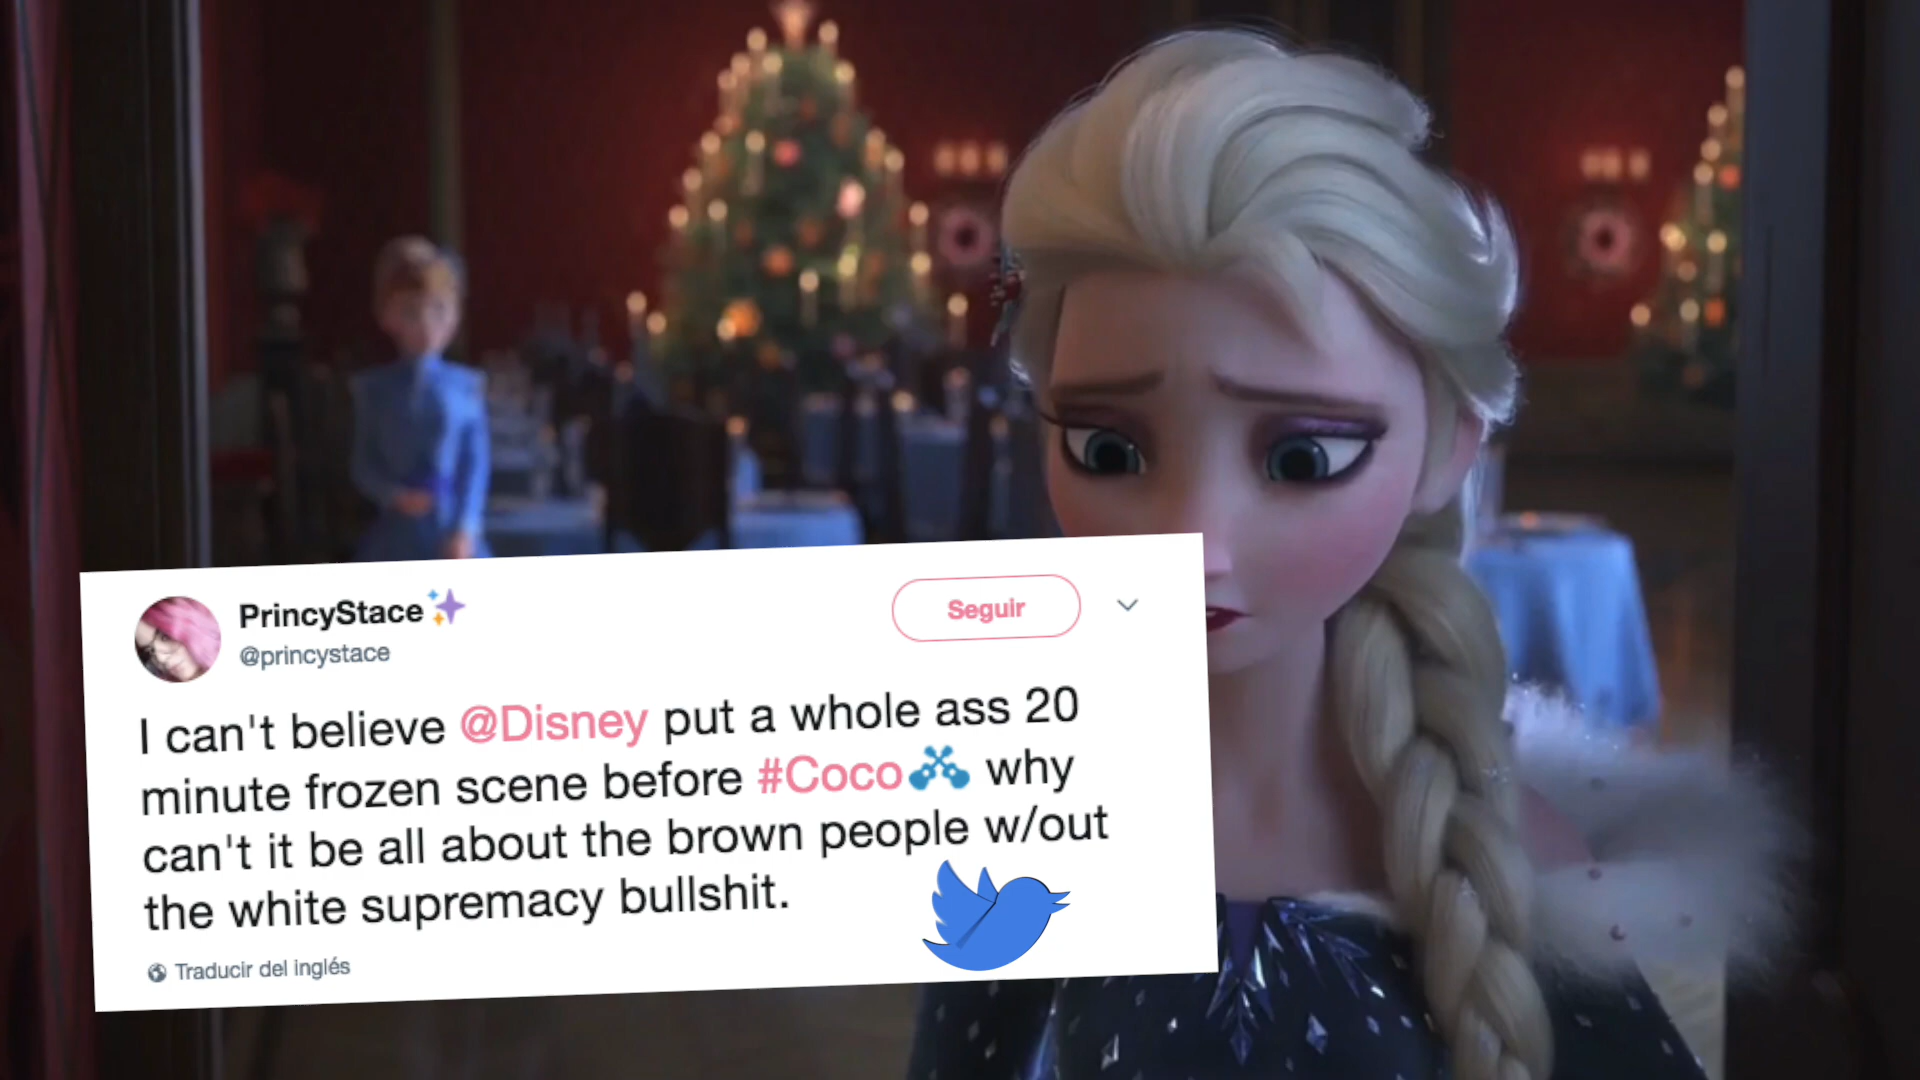 PrincyStace
@princystace
Seguir
I can't believe @Disney put a whole ass 20
minute frozen scene before #Coco why
can't it be all about the brown people w/out
the white supremacy bullshit.
Traducir del inglés